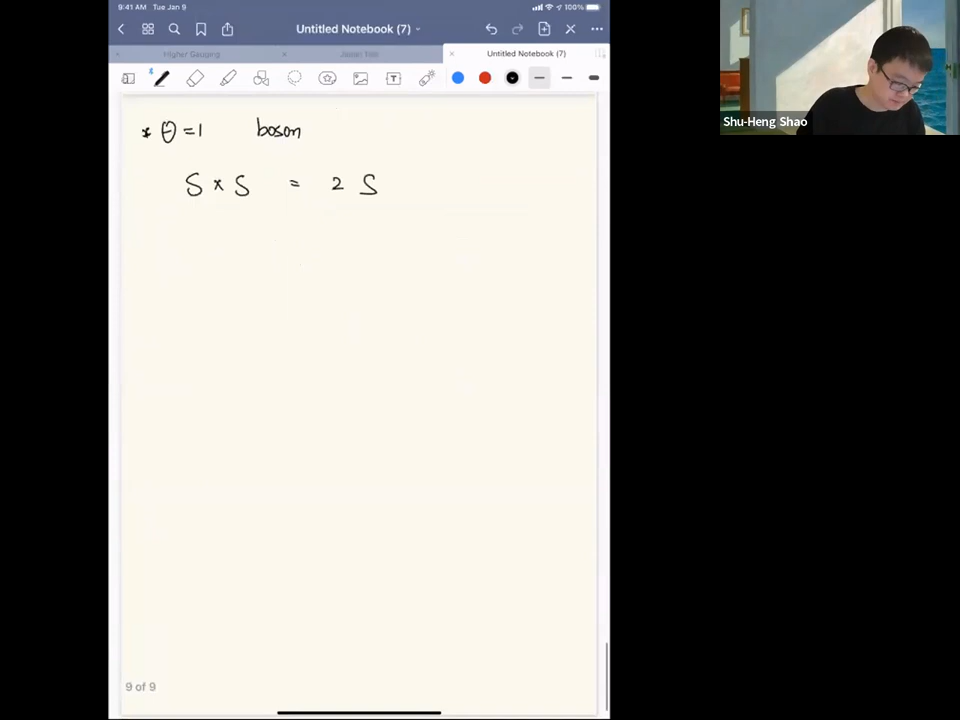 9:41 AM Tue Jan 9
100%
Untitled Notebook (7)
Higher Gauging
Untitled Notebook (7)
* θ = 1 boson
S × S = 2 S
9 of 9
Shu-Heng Shao